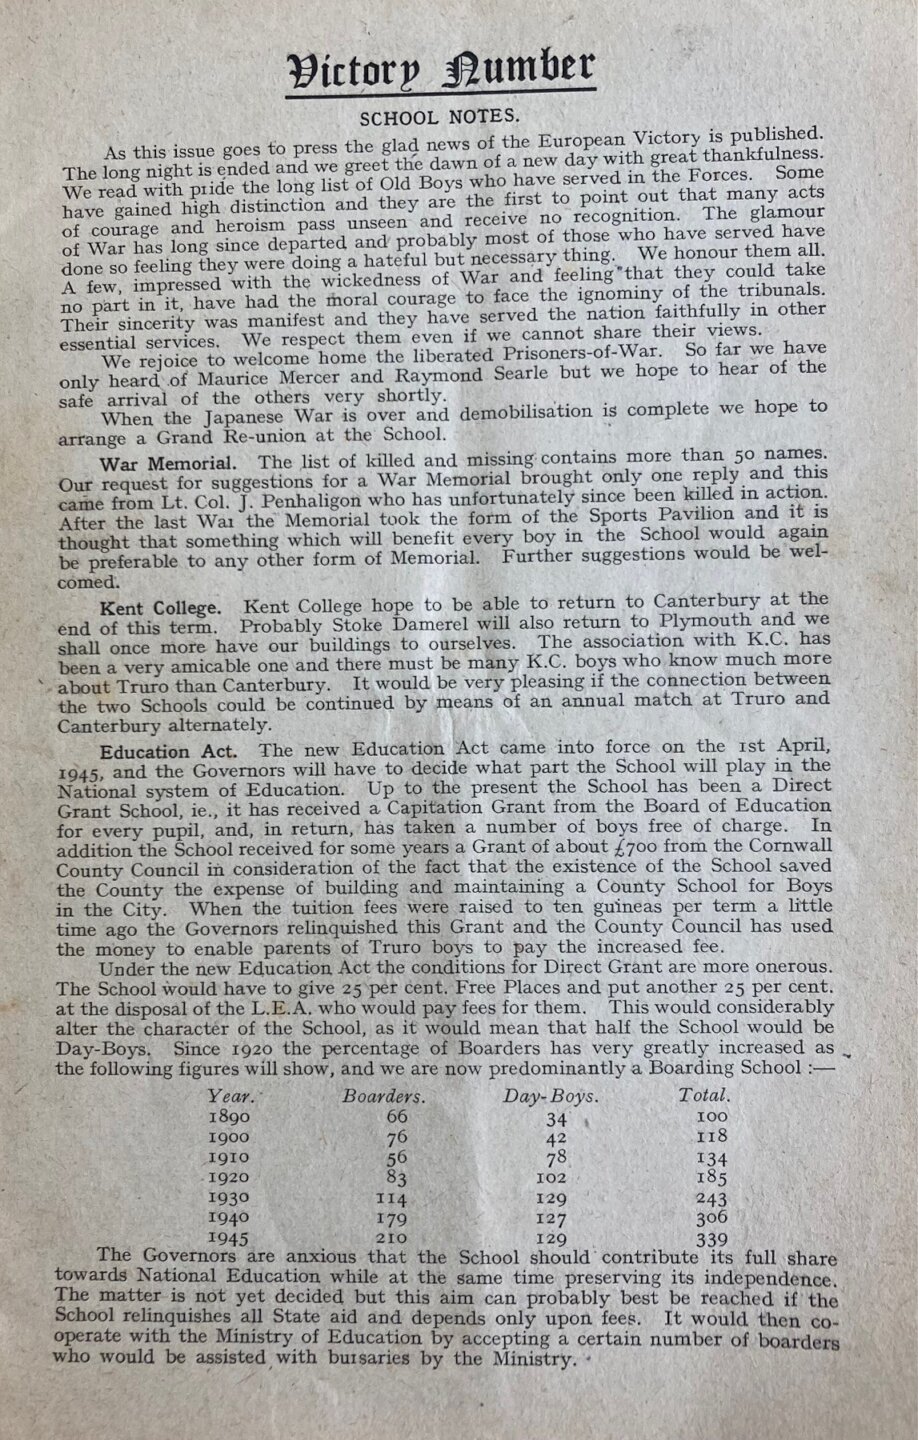 Victory Number
SCHOOL NOTES.
As this issue goes to press the glad news of the European Victory is published.
The long night is ended and we greet the dawn of a new day with great thankfulness.
We read with pride the long list of Old Boys who have served in the Forces. Some
have gained high distinction and they are the first to point out that many acts
of courage and heroism pass unseen and receive no recognition. The glamour
of War has long since departed and probably most of those who have served have
done so feeling they were doing a hateful but necessary thing. We honour them all.
A few, impressed with the wickedness of War and feeling that they could take
no part in it, have had the moral courage to face the ignominy of the tribunals.
Their sincerity was manifest and they have served the nation faithfully in other
essential services. We respect them even if we cannot share their views.
We rejoice to welcome home the liberated Prisoners-of-War. So far we have
only heard of Maurice Mercer and Raymond Searle but we hope to hear of the
safe arrival of the others very shortly.
When the Japanese War is over and demobilisation is complete we hope to
arrange a Grand Re-union at the School.
War Memorial. The list of killed and missing contains more than 50 names.
Our request for suggestions for a War Memorial brought only one reply and this
came from Lt. Col. J. Penhaligon who has unfortunately since been killed in action.
After the last War the Memorial took the form of the Sports Pavilion and it is
thought that something which will benefit every boy in the School would again
be preferable to any other form of Memorial. Further suggestions would be wel-
comed.
Kent College. Kent College hope to be able to return to Canterbury at the
end of this term. Probably Stoke Damerel will also return to Plymouth and we
shall once more have our buildings to ourselves. The association with K.C. has
been a very amicable one and there must be many K.C. boys who know much more
about Truro than Canterbury. It would be very pleasing if the connection between
the two Schools could be continued by means of an annual match at Truro and
Canterbury alternately.
Education Act. The new Education Act came into force on the 1st April,
1945, and the Governors will have to decide what part the School will play in the
National system of Education. Up to the present the School has been a Direct
Grant School, ie., it has received a Capitation Grant from the Board of Education
for every pupil, and, in return, has taken a number of boys free of charge. In
addition the School received for some years a Grant of about £700 from the Cornwall
County Council in consideration of the fact that the existence of the School saved
the County the expense of building and maintaining a County School for Boys
in the City. When the tuition fees were raised to ten guineas per term a little
time ago the Governors relinquished this Grant and the County Council has used
the money to enable parents of Truro boys to pay the increased fee.
Under the new Education Act the conditions for Direct Grant are more onerous.
The School would have to give 25 per cent. Free Places and put another 25 per cent.
at the disposal of the L.E.A. who would pay fees for them. This would considerably
alter the character of the School, as it would mean that half the School would be
Day-Boys. Since 1920 the percentage of Boarders has very greatly increased as
the following figures will show, and we are now predominantly a Boarding School :—
Year. Boarders. Day-Boys. Total.
1890 66 34 100
1900 76 42 118
1910 56 78 134
1920 83 102 185
1930 114 129 243
1940 179 127 306
1945 210 129 339
The Governors are anxious that the School should contribute its full share
towards National Education while at the same time preserving its independence.
The matter is not yet decided but this aim can probably best be reached if the
School relinquishes all State aid and depends only upon fees. It would then co-
operate with the Ministry of Education by accepting a certain number of boarders
who would be assisted with bursaries by the Ministry.